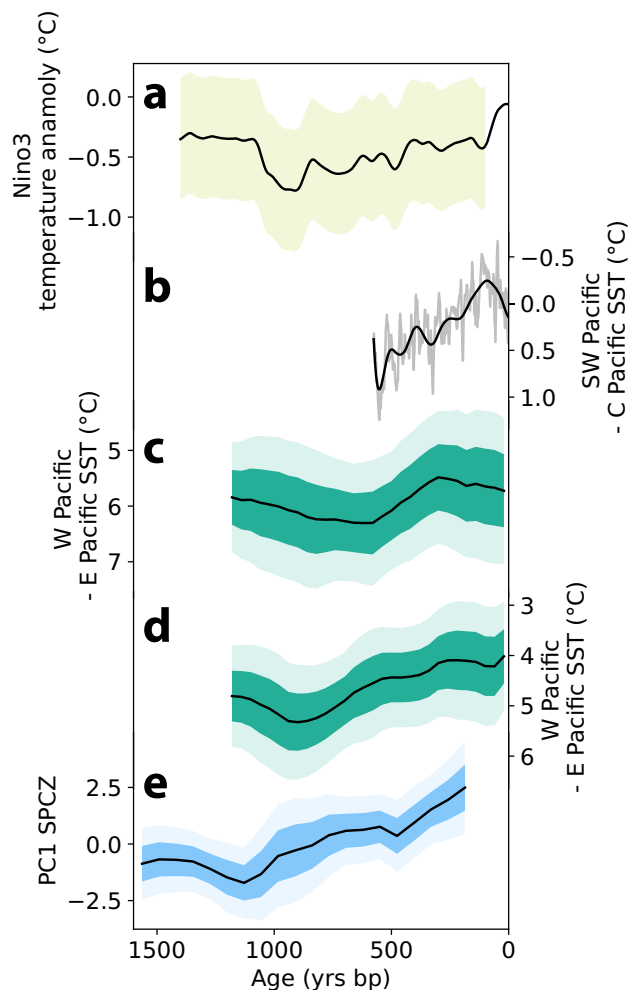 Nino3
temperature anamoly (°C)
0.0
−0.5
−1.0
a
SW Pacific
- C Pacific SST (°C)
−0.5
0.0
0.5
1.0
b
W Pacific
- E Pacific SST (°C)
5
6
7
c
W Pacific
- E Pacific SST (°C)
3
4
5
6
d
PC1 SPCZ
2.5
0.0
−2.5
e
1500
1000
500
0
Age (yrs bp)